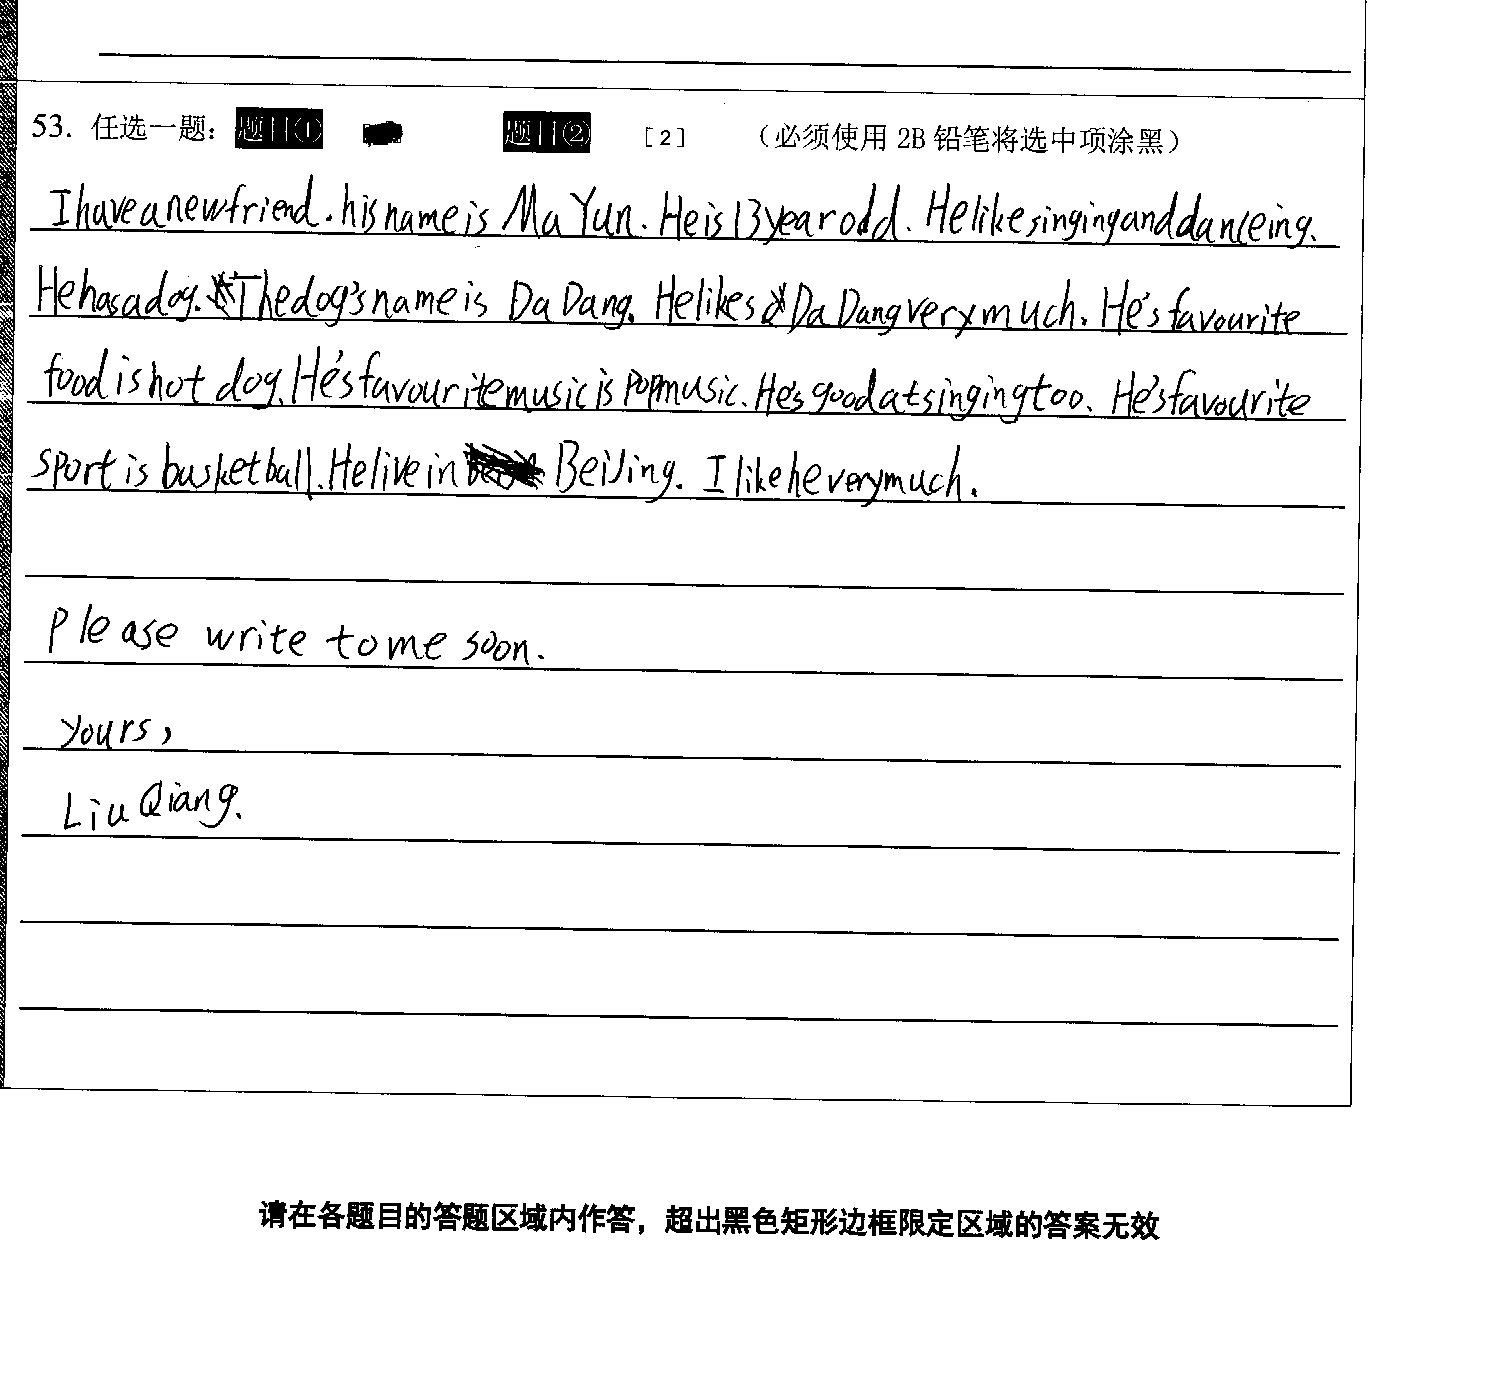 53. 任选一题： 题目① 题目② [2] （必须使用 2B 铅笔将选中项涂黑）
I have a new friend. his name is Ma Yun. He is 13 year odd. He like singing and danceing.
He has a dog. The dog's name is Da Dang. He likes Da Dang very much. He's favourite
food is hot dog. He's favourite music is pop music. He's good at singing too. He's favourite
sport is basketball. He live in BeiJing. I like he very much.
Please write to me soon.
yours,
Liu Qiang.
请在各题目的答题区域内作答，超出黑色矩形边框限定区域的答案无效